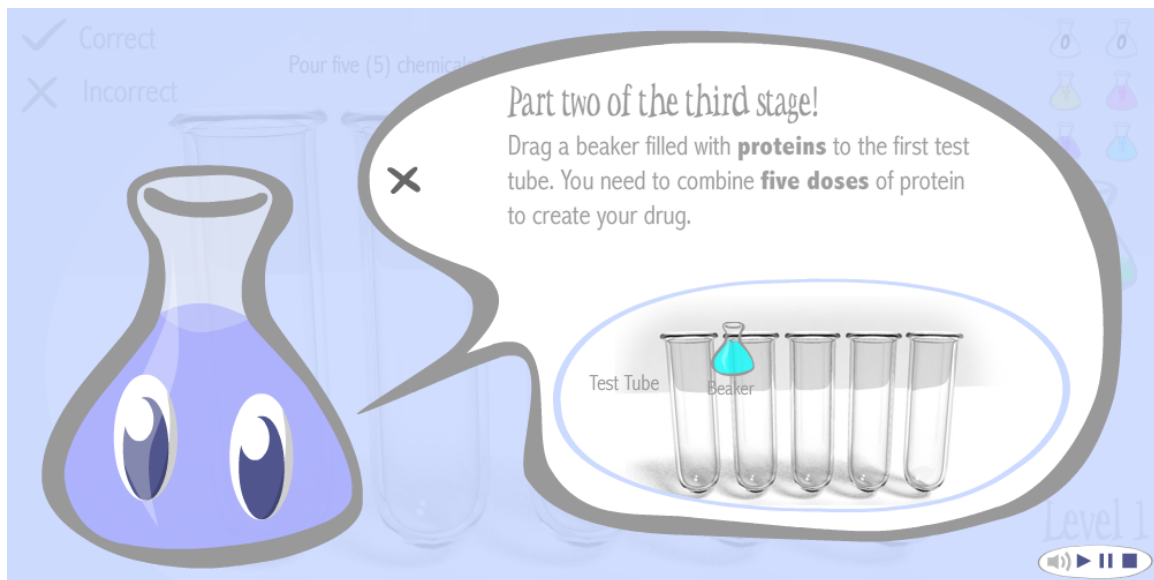 Correct
Incorrect
Pour five (5) chemicals
0 0
Part two of the third stage!
Drag a beaker filled with proteins to the first test
tube. You need to combine five doses of protein
to create your drug.
Test Tube
Beaker
Level 1